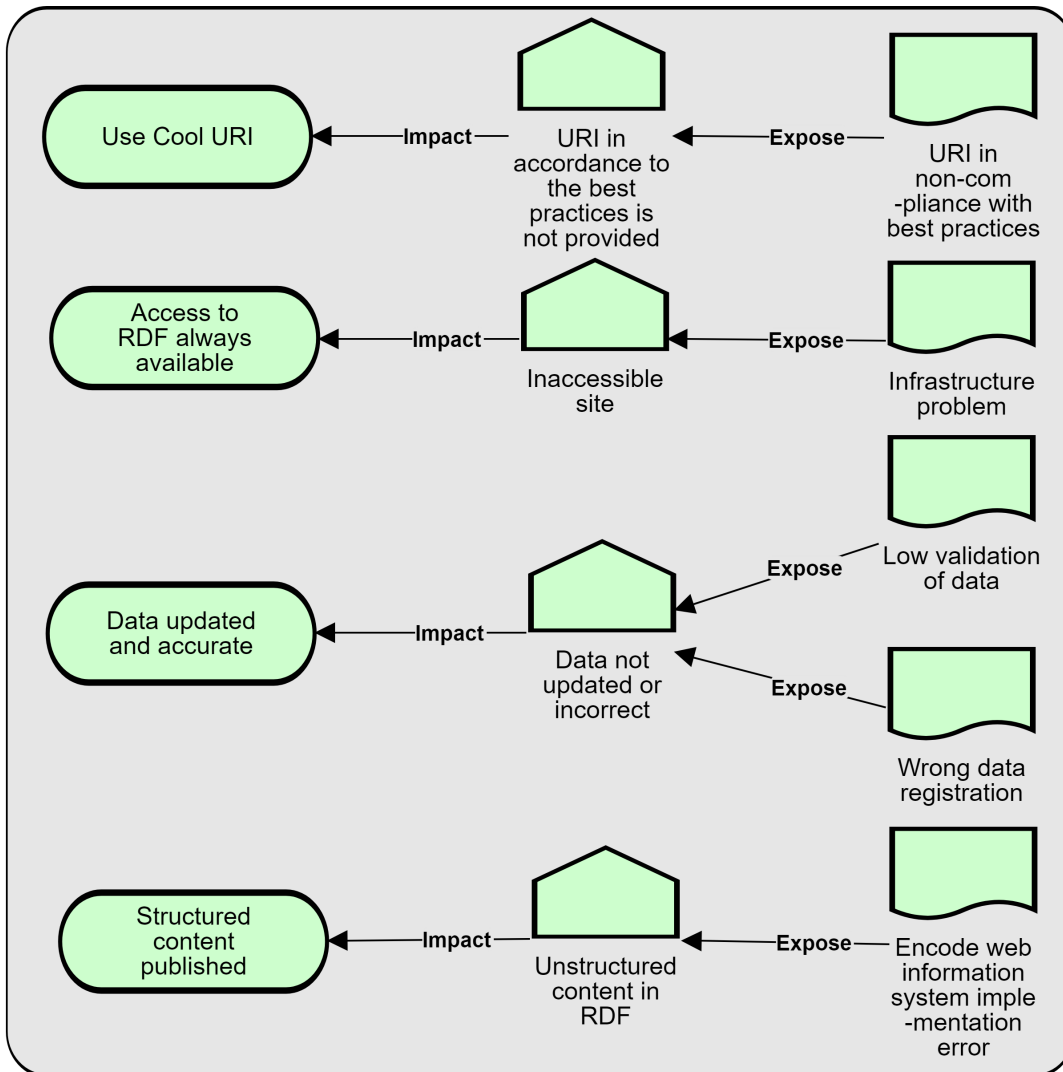 Use Cool URI
Impact
URI in
accordance to
the best
practices is
not provided
Expose
URI in
non-com
-pliance with
best practices
Access to
RDF always
available
Impact
Inaccessible
site
Expose
Infrastructure
problem
Data updated
and accurate
Impact
Data not
updated or
incorrect
Expose
Low validation
of data
Expose
Wrong data
registration
Structured
content
published
Impact
Unstructured
content in
RDF
Expose
Encode web
information
system imple
-mentation
error